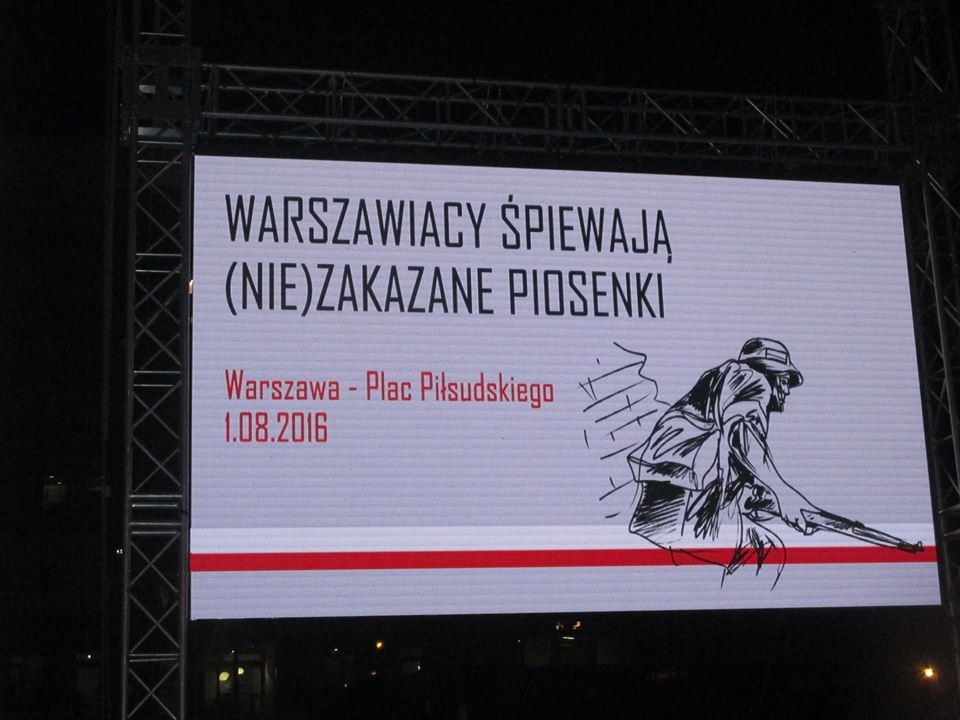 WARSZAWIACY ŚPIEWAJĄ
(NIE)ZAKAZANE PIOSENKI
Warszawa - Plac Piłsudskiego
1.08.2016